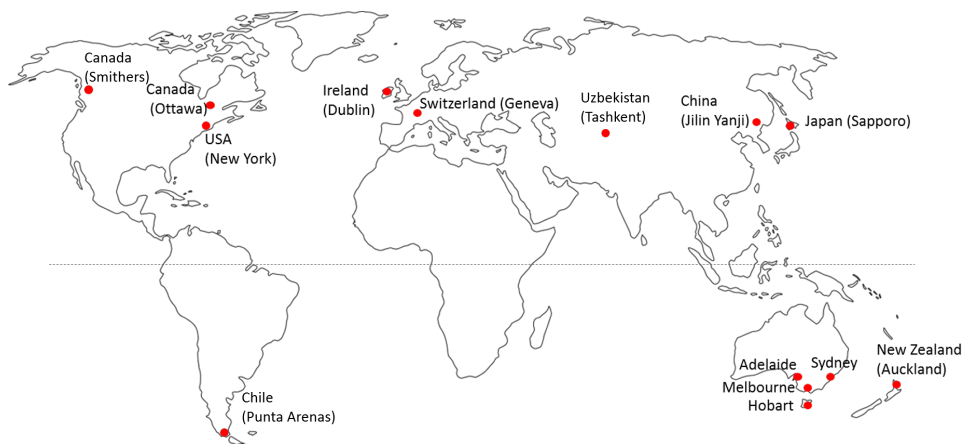 Canada
(Smithers)
Canada
(Ottawa)
USA
(New York)
Ireland
(Dublin)
Switzerland (Geneva)
Uzbekistan
(Tashkent)
China
(Jilin Yanji)
Japan (Sapporo)
Adelaide
Sydney
Melbourne
Hobart
New Zealand
(Auckland)
Chile
(Punta Arenas)